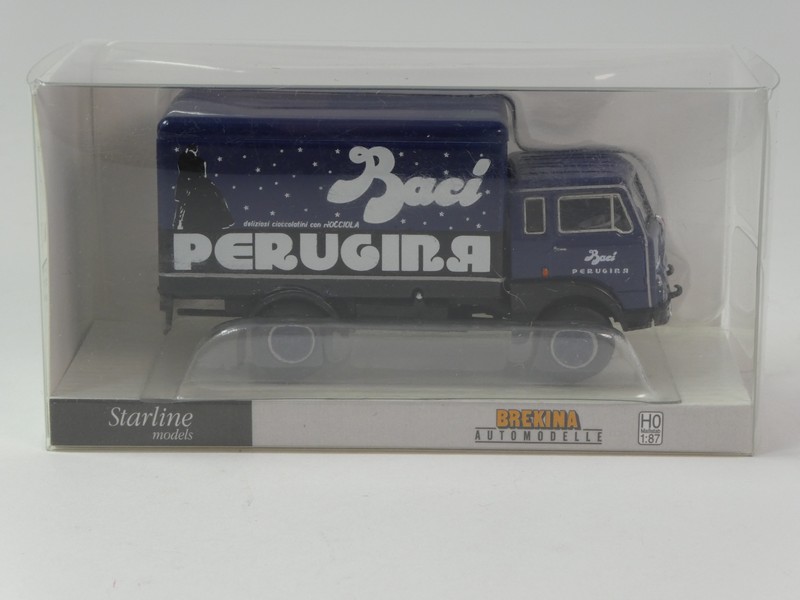 Baci
deliziosi cioccolatini con NOCCIOLA
PERUGINA
Baci
PERUGINA
Starline
models
BREKINA
AUTOMODELLE
H0
1:87